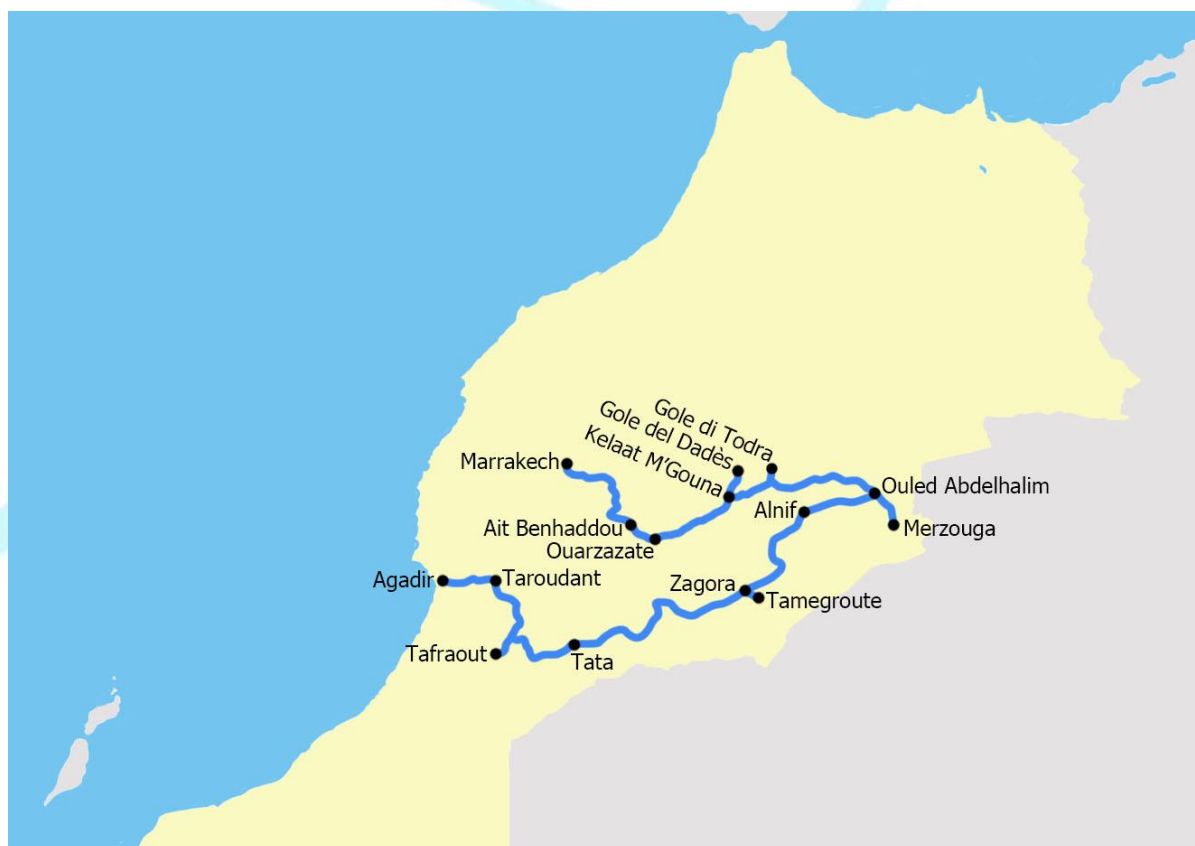 Gole di Todra
Gole del Dadès
Kelaat M'Gouna
Marrakech
Ouled Abdelhalim
Alnif
Ait Benhaddou
Merzouga
Ouarzazate
Agadir
Taroudant
Zagora
Tamegroute
Tafraout
Tata